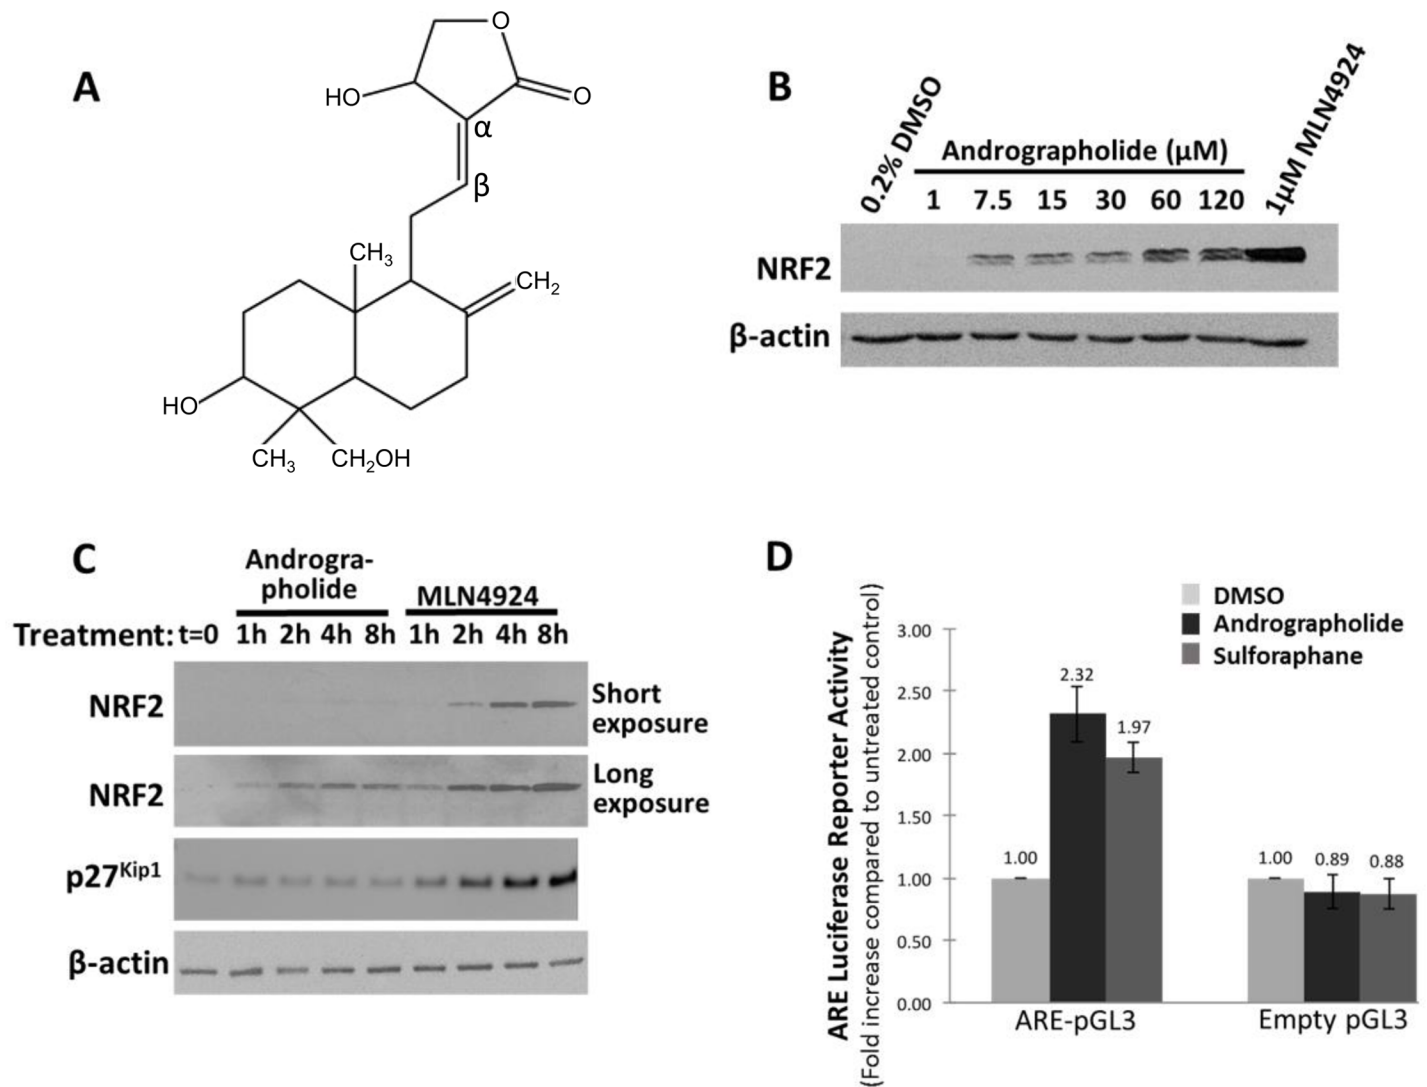 A
O
HO
O
α
β
CH3
CH2
HO
CH3
CH2OH
B
0.2% DMSO
Andrographolide (µM)
1µM MLN4924
1 7.5 15 30 60 120
NRF2
β-actin
C
Androgra-
pholide
MLN4924
Treatment: t=0 1h 2h 4h 8h 1h 2h 4h 8h
NRF2
Short
exposure
NRF2
Long
exposure
p27Kip1
β-actin
D
ARE Luciferase Reporter Activity
(Fold increase compared to untreated control)
DMSO
Andrographolide
Sulforaphane
3.00
2.50
2.00
1.50
1.00
0.50
0.00
1.00
2.32
1.97
1.00
0.89
0.88
ARE-pGL3
Empty pGL3